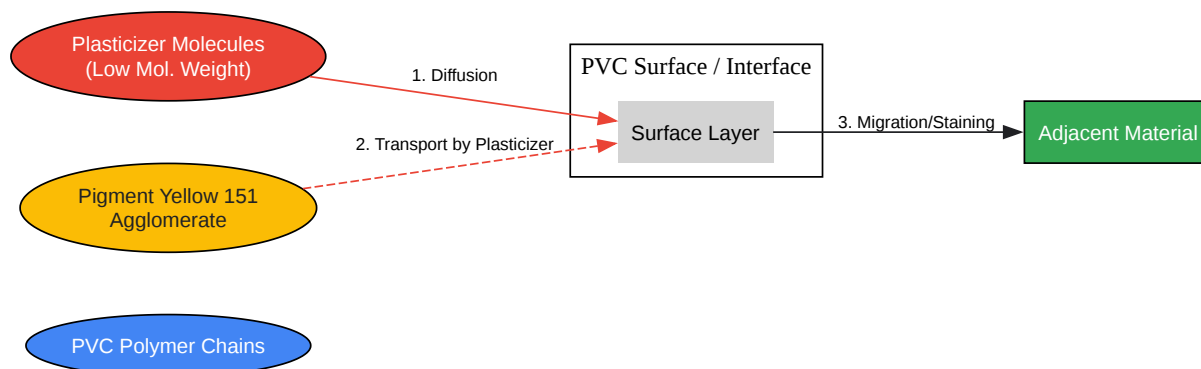 Plasticizer Molecules
(Low Mol. Weight)
1. Diffusion
PVC Surface / Interface
Surface Layer
3. Migration/Staining
Adjacent Material
2. Transport by Plasticizer
Pigment Yellow 151
Agglomerate
PVC Polymer Chains